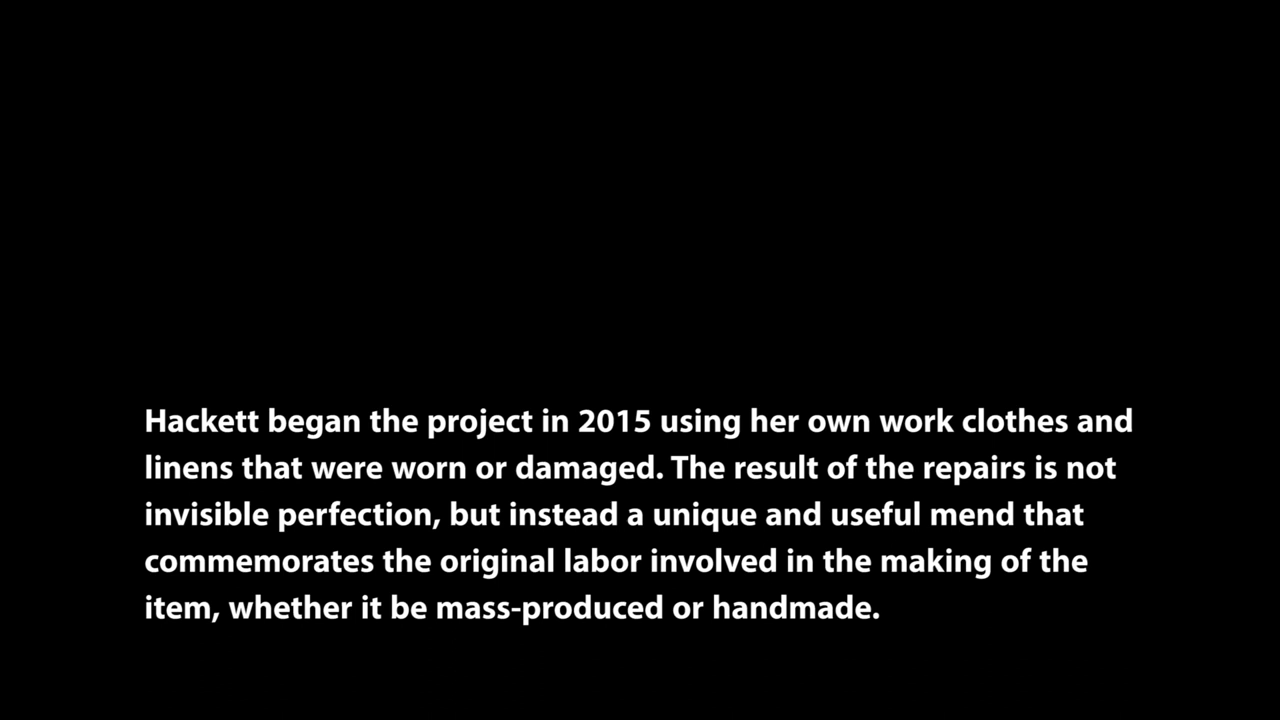 Hackett began the project in 2015 using her own work clothes and
linens that were worn or damaged. The result of the repairs is not
invisible perfection, but instead a unique and useful mend that
commemorates the original labor involved in the making of the
item, whether it be mass-produced or handmade.